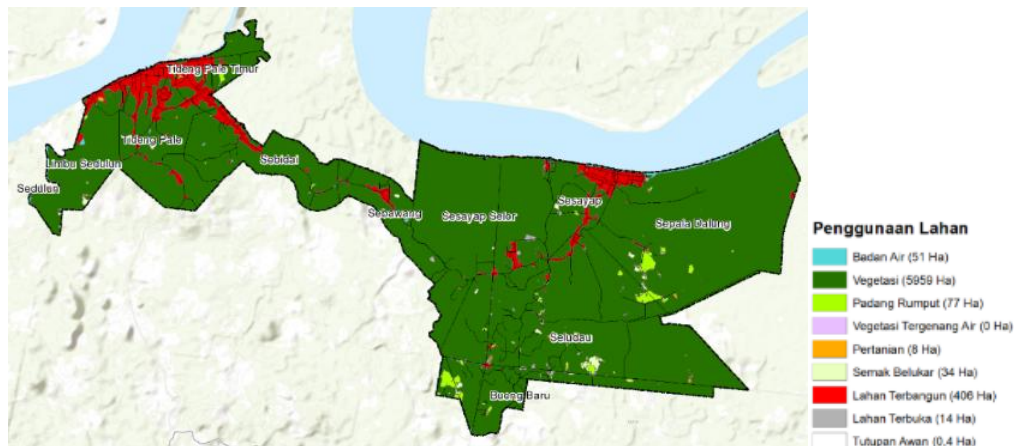 Tideng Pale Timur
Tideng Pale
Limbu Sedulun
Sedulun
Sebidai
Sebawang
Sesayap Selor
Sesayap
Sepala Dalung
Seludau
Buong Baru
Penggunaan Lahan
Badan Air (51 Ha)
Vegetasi (5959 Ha)
Padang Rumput (77 Ha)
Vegetasi Tergenang Air (0 Ha)
Pertanian (8 Ha)
Semak Belukar (34 Ha)
Lahan Terbangun (406 Ha)
Lahan Terbuka (14 Ha)
Tutupan Awan (0.4 Ha)